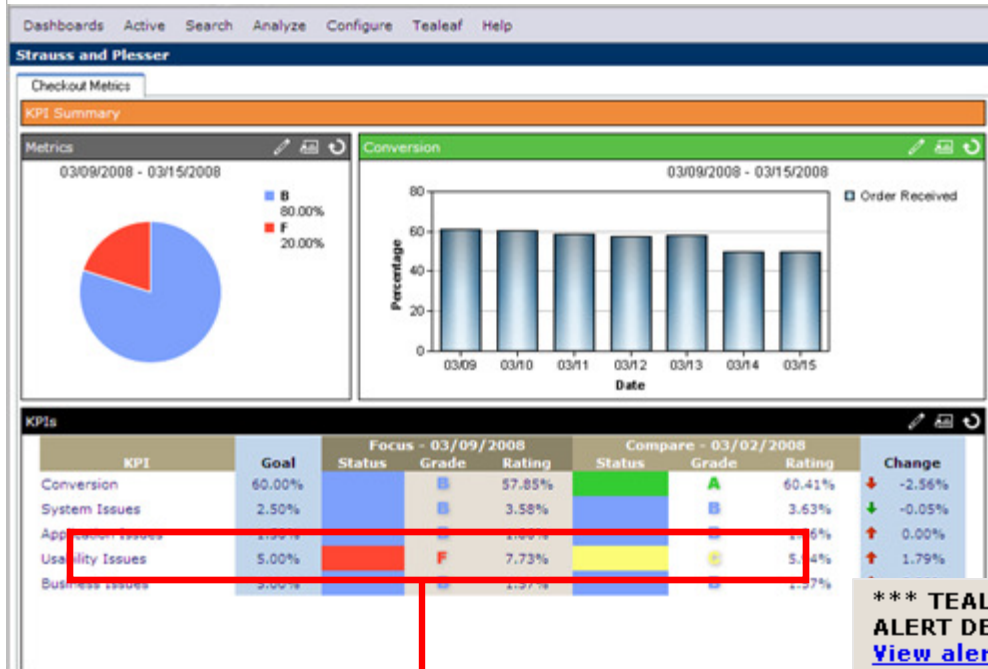 Dashboards Active Search Analyze Configure Tealeaf Help
Strauss and Plesser
Checkout Metrics
KPI Summary
Metrics
03/09/2008 - 03/15/2008
B
80.00%
F
20.00%
Conversion
03/09/2008 - 03/15/2008
Order Received
Percentage
80
60
40
20
0
03/09 03/10 03/11 03/12 03/13 03/14 03/15
Date
KPIs
Focus - 03/09/2008 Compare - 03/02/2008
KPI Goal Status Grade Rating Status Grade Rating Change
Conversion 60.00% B 57.85% A 60.41% -2.56%
System Issues 2.50% B 3.58% B 3.63% -0.05%
Issues B 0.00%
Usability Issues 5.00% F 7.73% C 1.79%
Business Issues B B
*** TEAL
ALERT DE
View aler